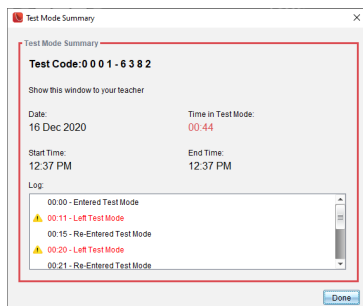 Test Mode Summary
Test Mode Summary
Test Code:0 0 0 1 - 6 3 8 2
Show this window to your teacher
Date: Time in Test Mode:
16 Dec 2020 00:44
Start Time: End Time:
12:37 PM 12:37 PM
Log:
00:00 - Entered Test Mode
00:11 - Left Test Mode
00:15 - Re-Entered Test Mode
00:20 - Left Test Mode
00:21 - Re-Entered Test Mode
Done